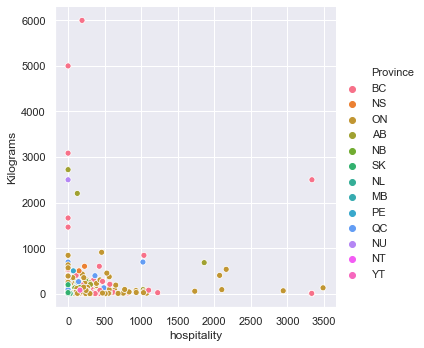 6000
5000
4000
3000
2000
1000
0
Kilograms
0 500 1000 1500 2000 2500 3000 3500
hospitality
Province
BC
NS
ON
AB
NB
SK
NL
MB
PE
QC
NU
NT
YT